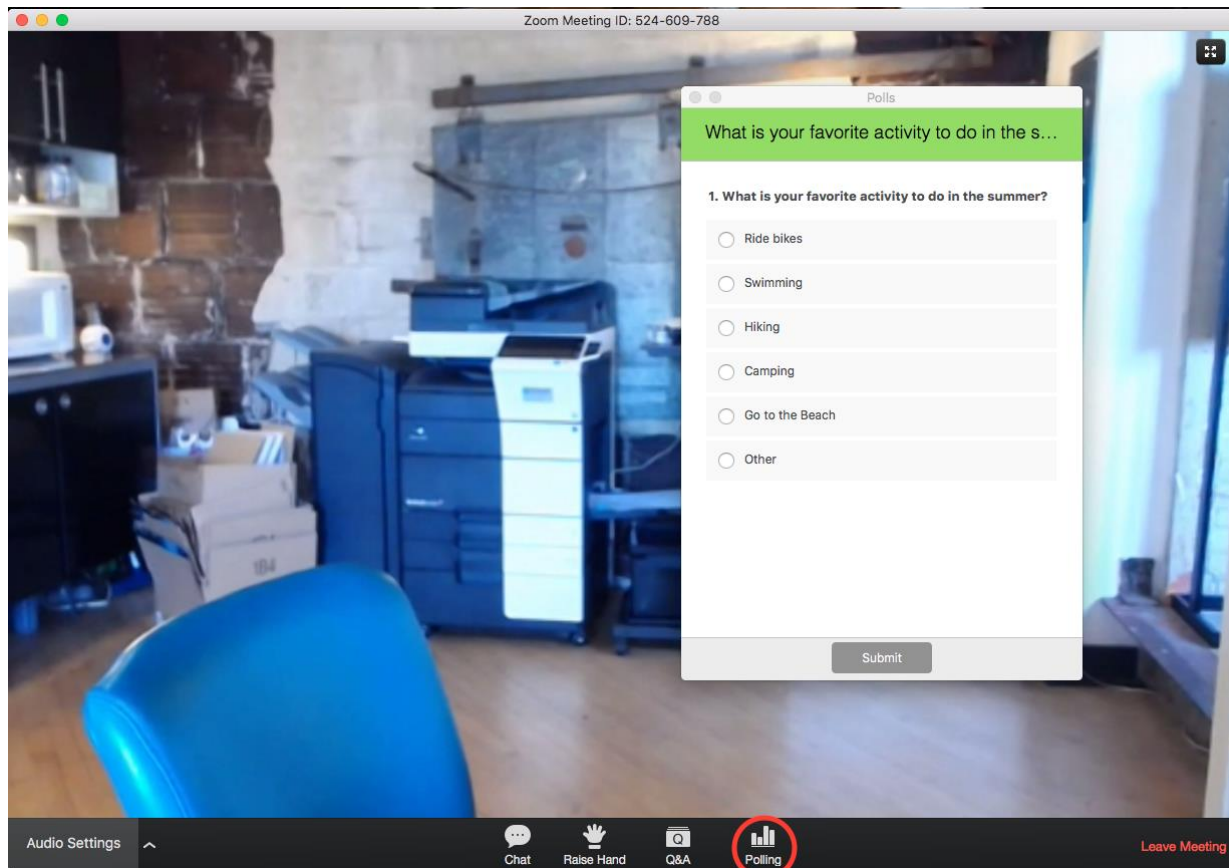 Zoom Meeting ID: 524-609-788
Polls
What is your favorite activity to do in the s...
1. What is your favorite activity to do in the summer?
Ride bikes
Swimming
Hiking
Camping
Go to the Beach
Other
184
Submit
Audio Settings
Chat
Raise Hand
Q
Q&A
Polling
Leave Meeting